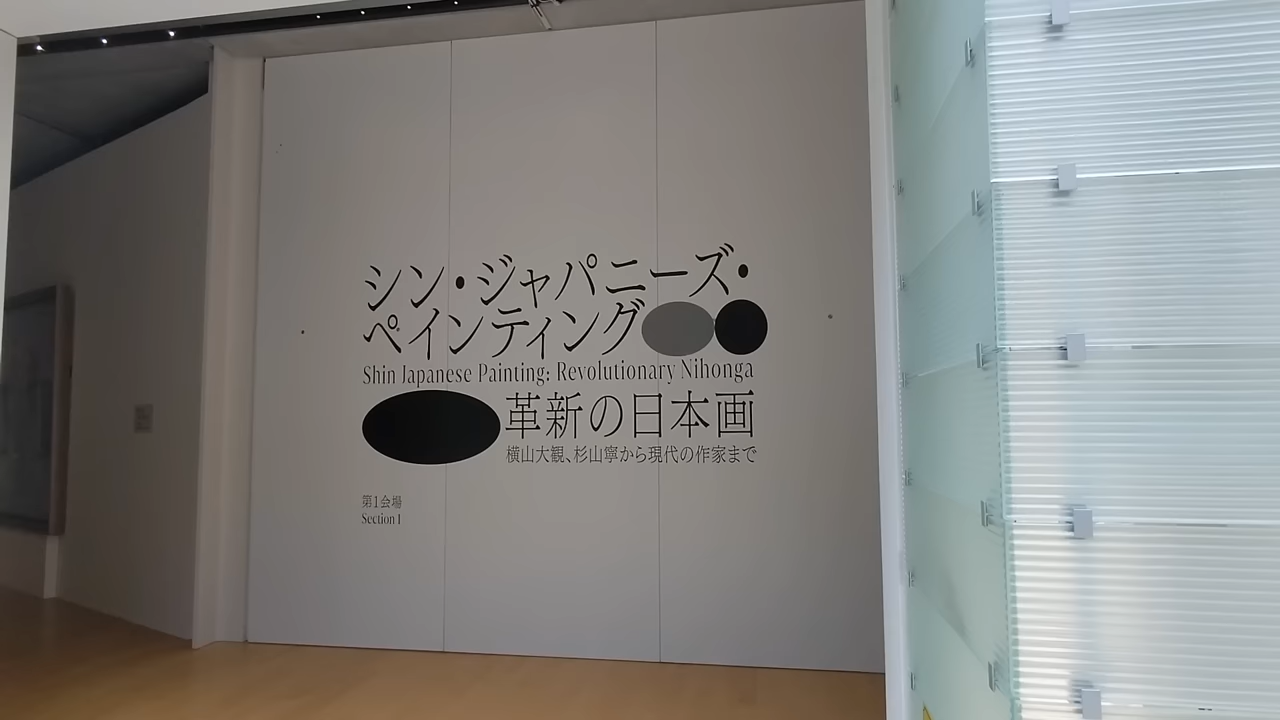 シン・ジャパニーズ・
ペインティング
Shin Japanese Painting: Revolutionary Nihonga
革新の日本画
横山大観、杉山寧から現代の作家まで
第1会場
Section 1